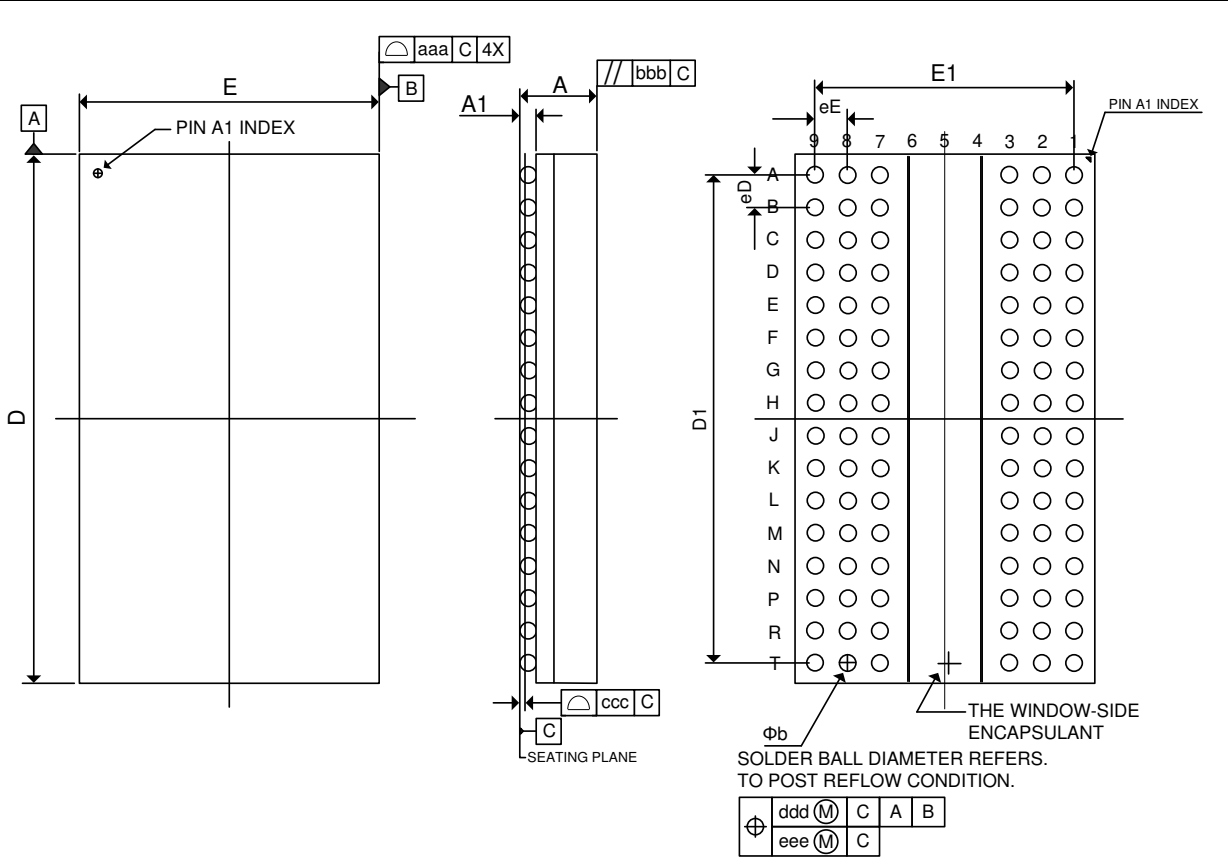 aaa C 4X
E
B
A
PIN A1 INDEX
D
A
bbb C
A1
ccc C
C
SEATING PLANE
E1
eE
PIN A1 INDEX
9 8 7 6 5 4 3 2 1
eD
D1
A
B
C
D
E
F
G
H
J
K
L
M
N
P
R
T
THE WINDOW-SIDE
ENCAPSULANT
Φb
SOLDER BALL DIAMETER REFERS.
TO POST REFLOW CONDITION.
ddd M C A B
eee M C